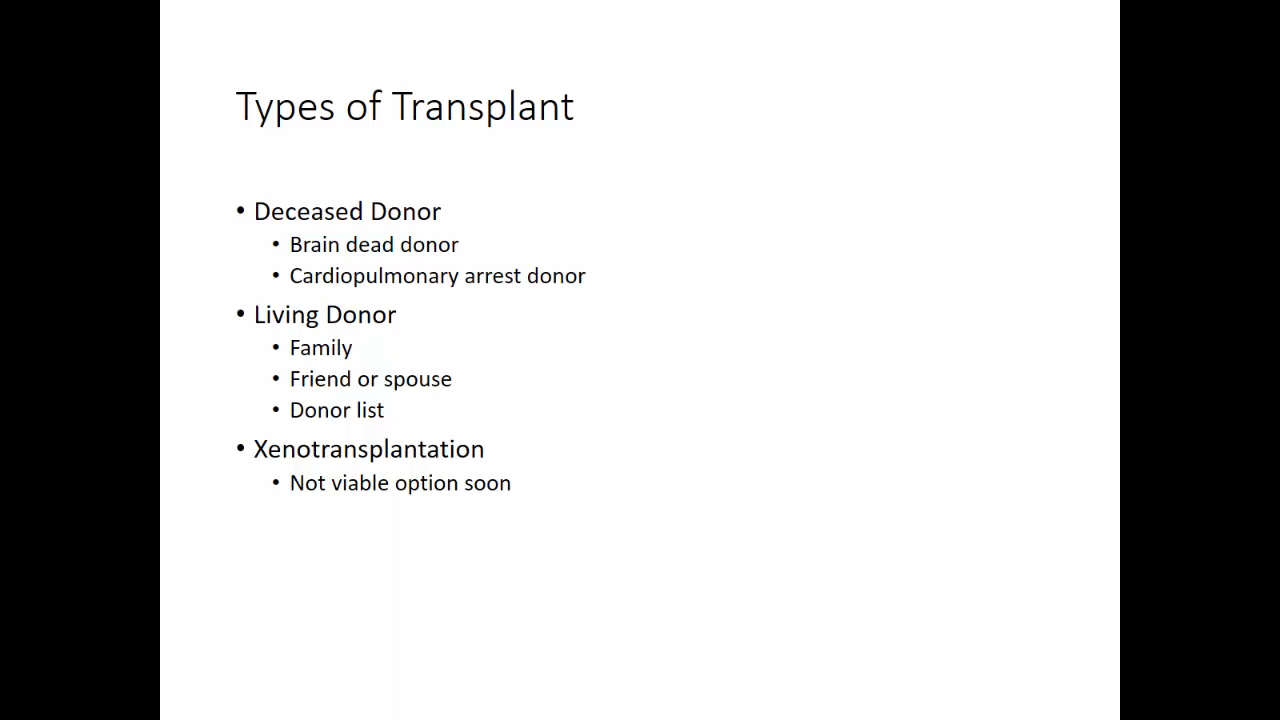 Types of Transplant
• Deceased Donor
• Brain dead donor
• Cardiopulmonary arrest donor
• Living Donor
• Family
• Friend or spouse
• Donor list
• Xenotransplantation
• Not viable option soon